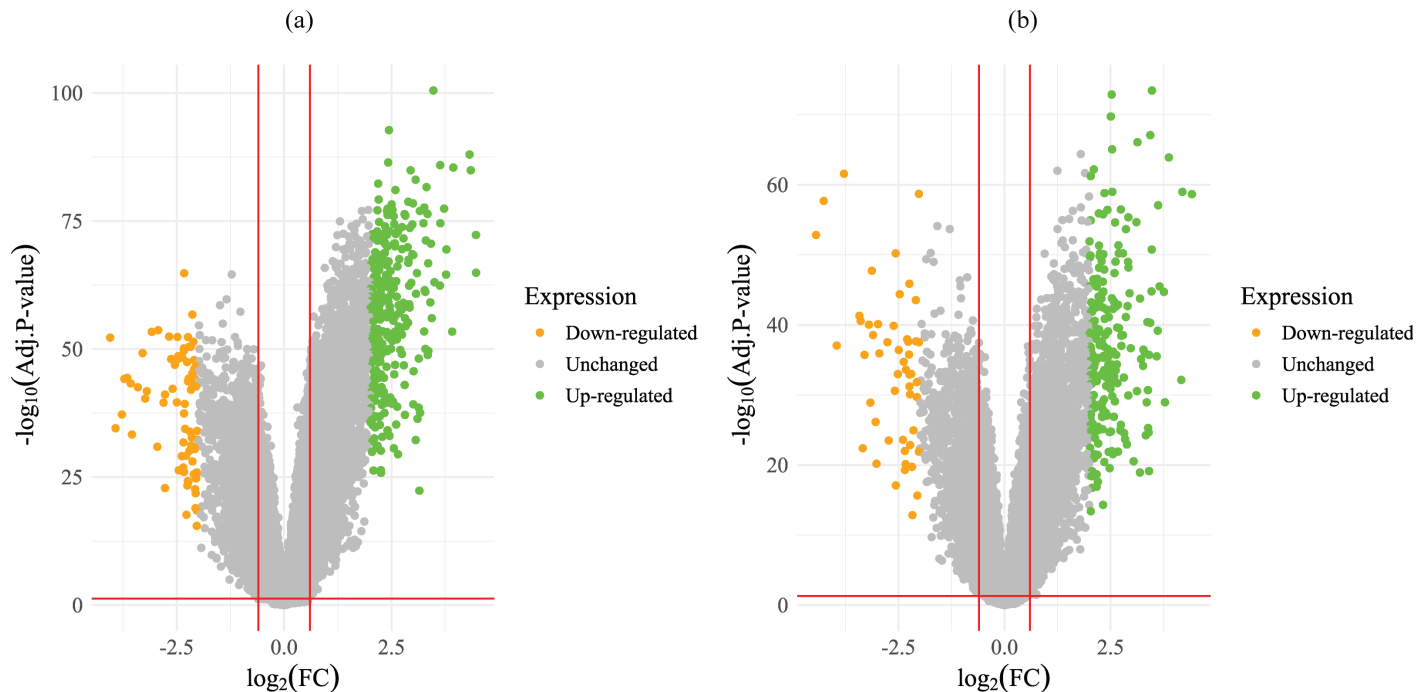 (a)
-log10(Adj.P-value)
100
75
50
25
0
-2.5
0.0
2.5
log2(FC)
Expression
Down-regulated
Unchanged
Up-regulated
(b)
-log10(Adj.P-value)
60
40
20
0
-2.5
0.0
2.5
log2(FC)
Expression
Down-regulated
Unchanged
Up-regulated